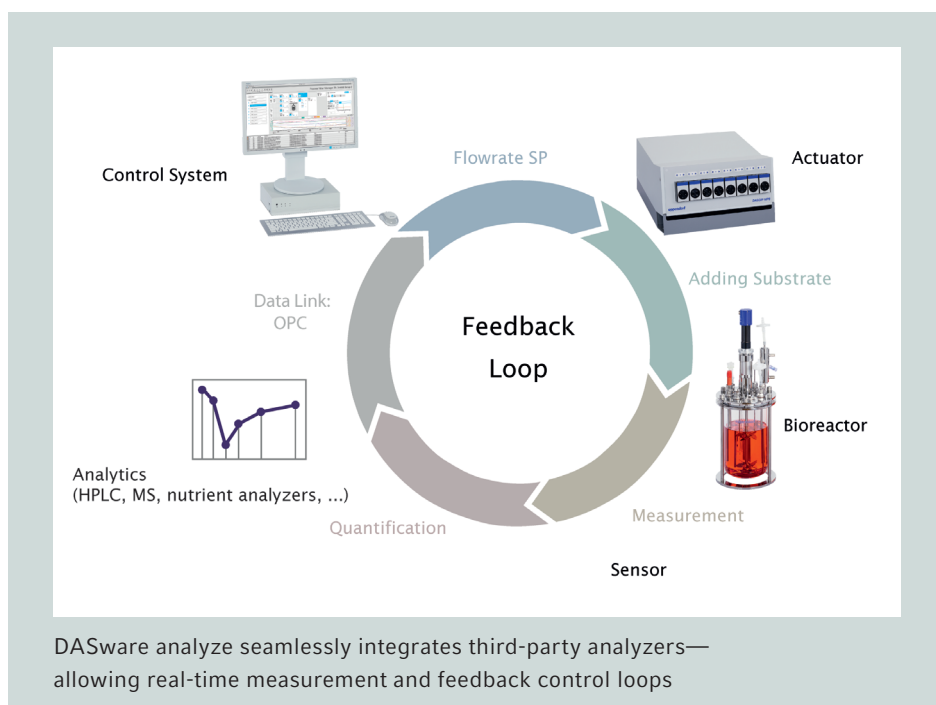 Control System
Flowrate SP
Actuator
Adding Substrate
Data Link:
OPC
Feedback
Loop
Bioreactor
Analytics
(HPLC, MS, nutrient analyzers, ...)
Quantification
Measurement
Sensor
DASware analyze seamlessly integrates third-party analyzers—
allowing real-time measurement and feedback control loops